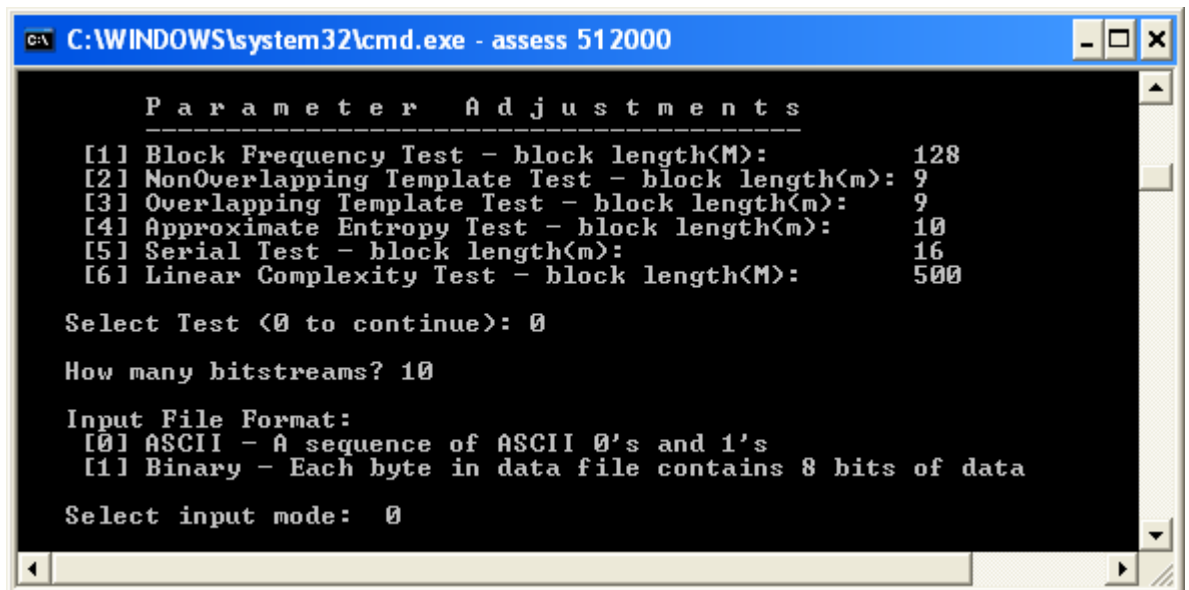 C:\WINDOWS\system32\cmd.exe - assess 512000
P a r a m e t e r   A d j u s t m e n t s
-----------------------------------------
[1] Block Frequency Test - block length(M): 128
[2] NonOverlapping Template Test - block length(m): 9
[3] Overlapping Template Test - block length(m): 9
[4] Approximate Entropy Test - block length(m): 10
[5] Serial Test - block length(m): 16
[6] Linear Complexity Test - block length(M): 500
Select Test (0 to continue): 0
How many bitstreams? 10
Input File Format:
[0] ASCII - A sequence of ASCII 0's and 1's
[1] Binary - Each byte in data file contains 8 bits of data
Select input mode: 0